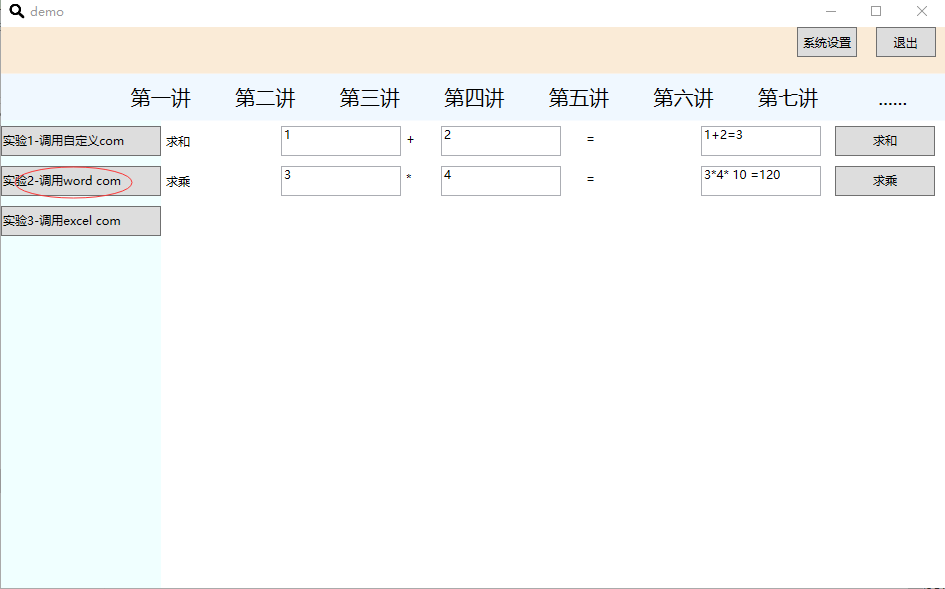 demo
系统设置 退出
第一讲 第二讲 第三讲 第四讲 第五讲 第六讲 第七讲 ......
实验1-调用自定义com 求和 1 + 2 = 1+2=3 求和
实验2-调用word com 求乘 3 * 4 = 3*4* 10 =120 求乘
实验3-调用excel com